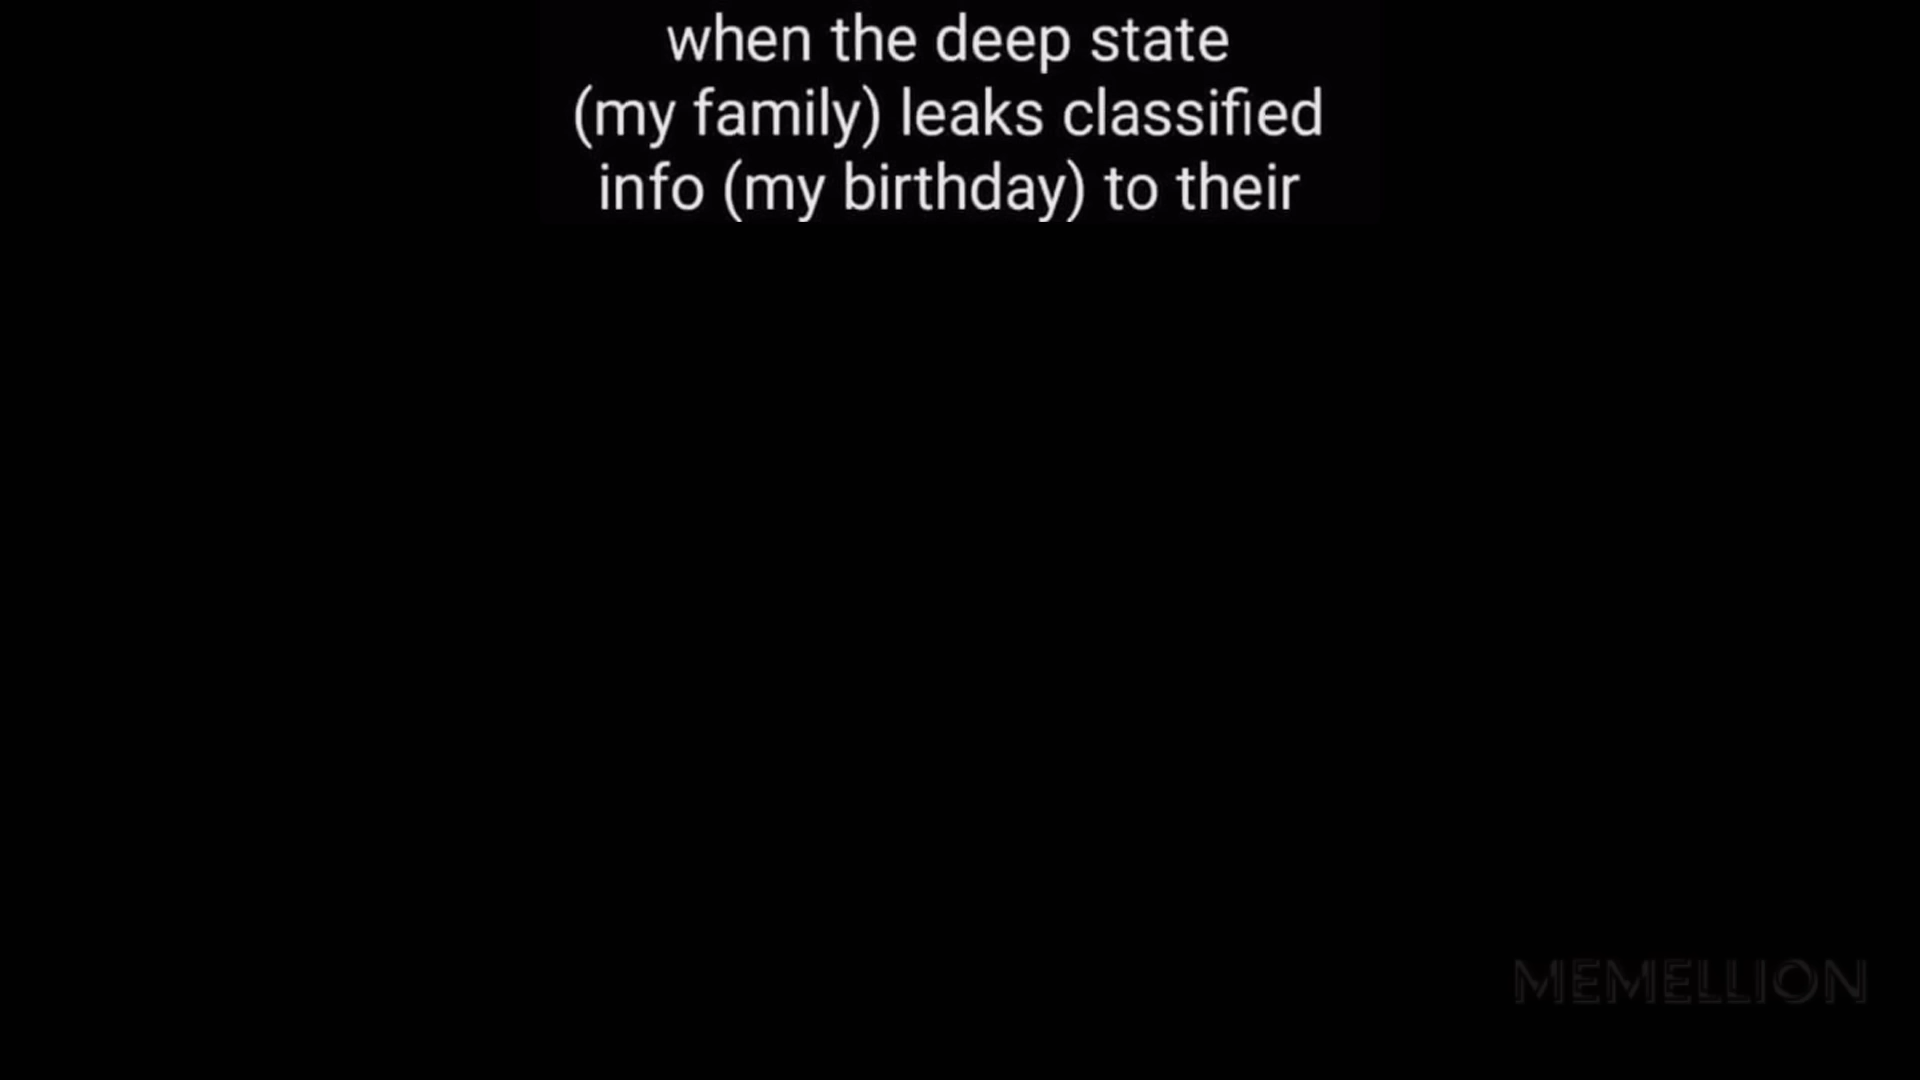 when the deep state
(my family) leaks classified
info (my birthday) to their
MEMELLION